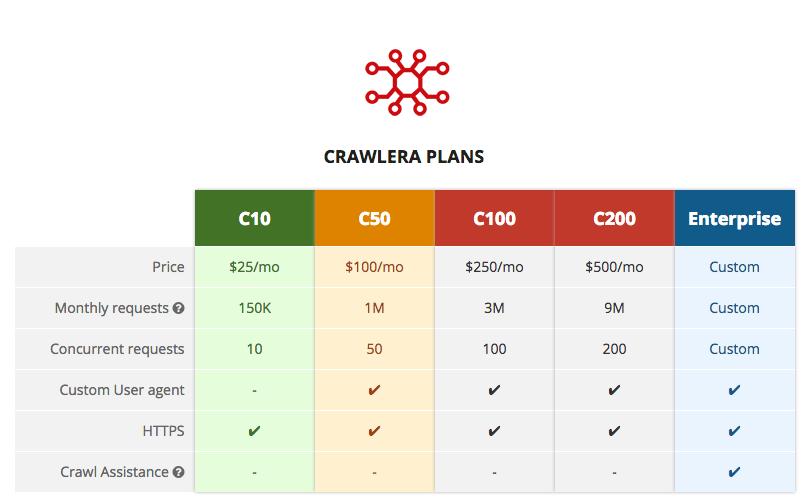 CRAWLERA PLANS
C10 C50 C100 C200 Enterprise
Price $25/mo $100/mo $250/mo $500/mo Custom
Monthly requests ? 150K 1M 3M 9M Custom
Concurrent requests 10 50 100 200 Custom
Custom User agent - ✔ ✔ ✔ ✔
HTTPS ✔ ✔ ✔ ✔ ✔
Crawl Assistance ? - - - - ✔